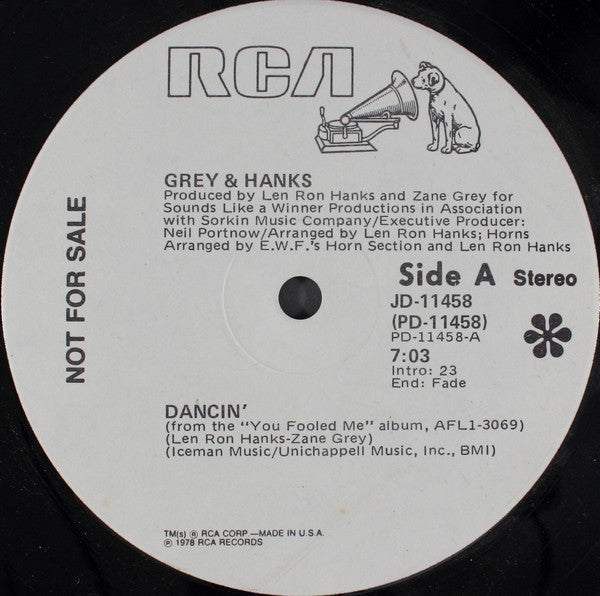 RCA
GREY & HANKS
Produced by Len Ron Hanks and Zane Grey for
Sounds Like a Winner Productions in Association
with Sorkin Music Company/Executive Producer:
Neil Portnow/Arranged by Len Ron Hanks; Horns
Arranged by E.W.F.'s Horn Section and Len Ron Hanks
NOT FOR SALE
Side A Stereo
JD-11458
(PD-11458)
PD-11458-A
7:03
Intro: 23
End: Fade
DANCIN'
(from the "You Fooled Me" album, AFL1-3069)
(Len Ron Hanks-Zane Grey)
(Iceman Music/Unichappell Music, Inc., BMI)
TM(s) ® RCA CORP.—MADE IN U.S.A.
℗ 1978 RCA RECORDS